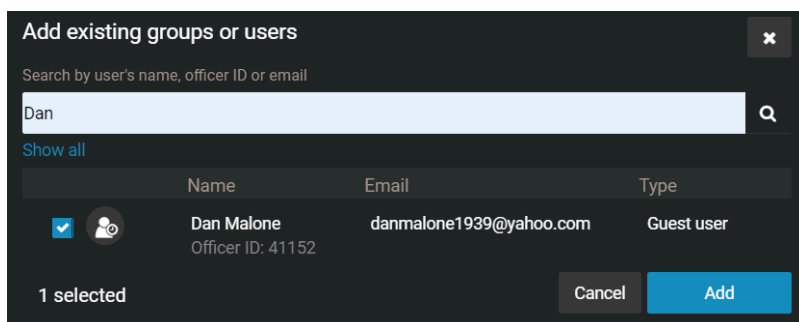 Add existing groups or users
Search by user's name, officer ID or email
Dan
Show all
Name Email Type
Dan Malone danmalone1939@yahoo.com Guest user
Officer ID: 41152
1 selected Cancel Add